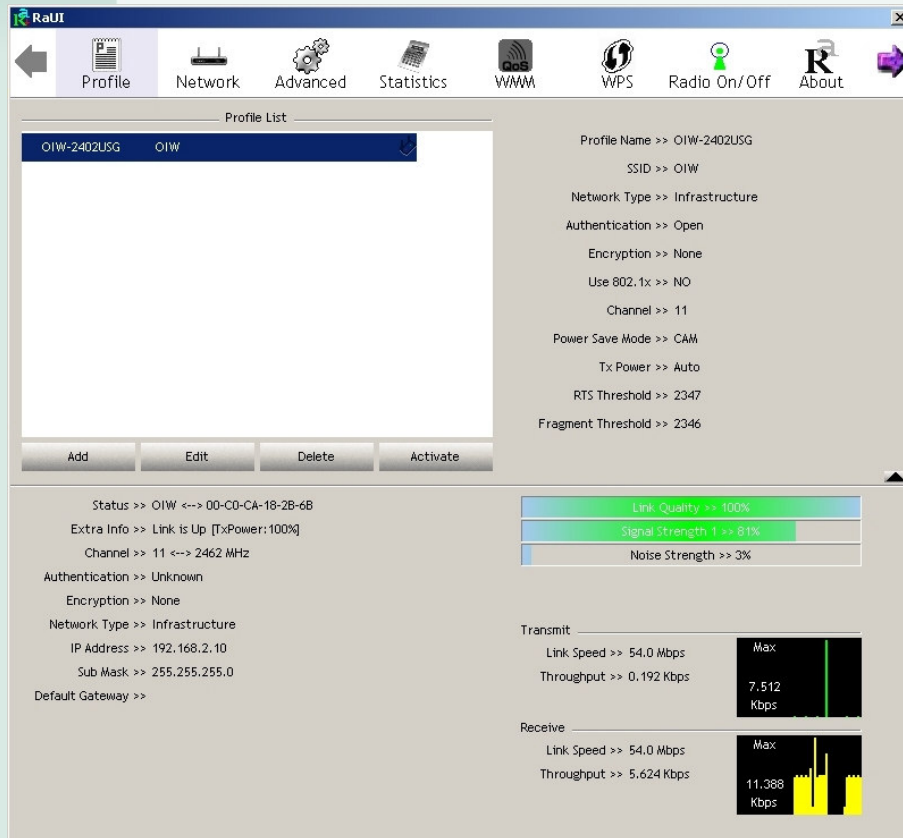 RaUI
Profile
Network
Advanced
Statistics
QoS
WMM
WPS
Radio On/Off
R a
About
Profile List
OIW-2402USG OIW
Add
Edit
Delete
Activate
Profile Name >> OIW-2402USG
SSID >> OIW
Network Type >> Infrastructure
Authentication >> Open
Encryption >> None
Use 802.1x >> NO
Channel >> 11
Power Save Mode >> CAM
Tx Power >> Auto
RTS Threshold >> 2347
Fragment Threshold >> 2346
Status >> OIW <--> 00-C0-CA-18-2B-6B
Extra Info >> Link is Up [TxPower:100%]
Channel >> 11 <--> 2462 MHz
Authentication >> Unknown
Encryption >> None
Network Type >> Infrastructure
IP Address >> 192.168.2.10
Sub Mask >> 255.255.255.0
Default Gateway >>
Link Quality >> 100%
Signal Strength 1 >> 81%
Noise Strength >> 3%
Transmit
Link Speed >> 54.0 Mbps
Throughput >> 0.192 Kbps
Max
7.512
Kbps
Receive
Link Speed >> 54.0 Mbps
Throughput >> 5.624 Kbps
Max
11.388
Kbps